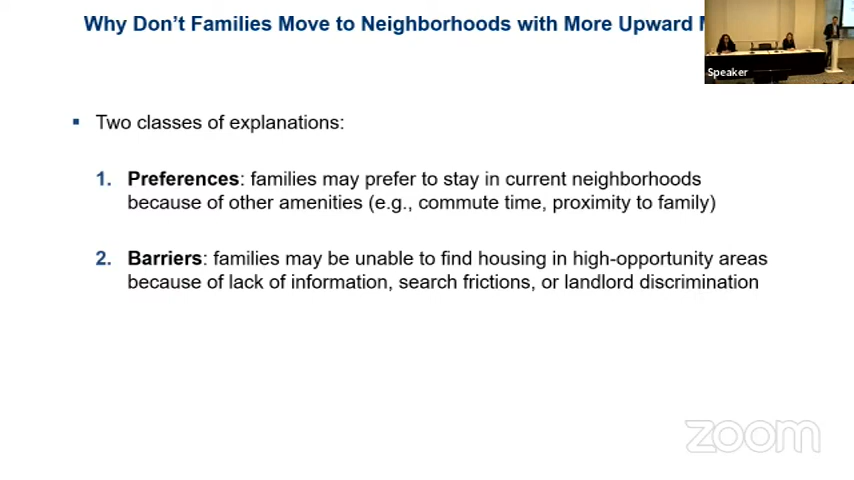 Why Don't Families Move to Neighborhoods with More Upward
Speaker
▪ Two classes of explanations:
1. Preferences: families may prefer to stay in current neighborhoods
because of other amenities (e.g., commute time, proximity to family)
2. Barriers: families may be unable to find housing in high-opportunity areas
because of lack of information, search frictions, or landlord discrimination
zoom